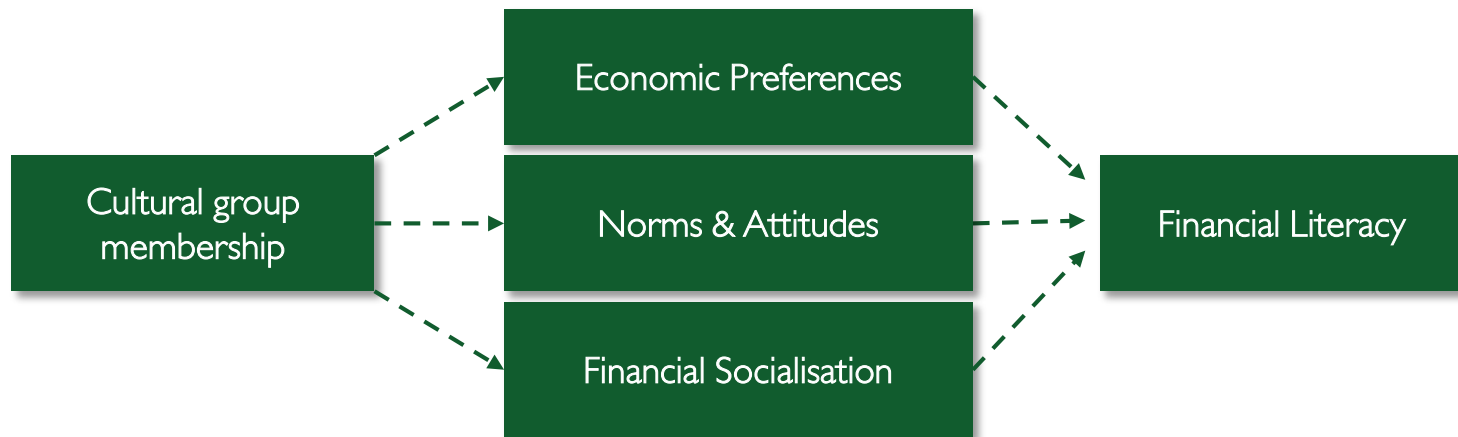 Economic Preferences
Cultural group
membership
Norms & Attitudes
Financial Literacy
Financial Socialisation